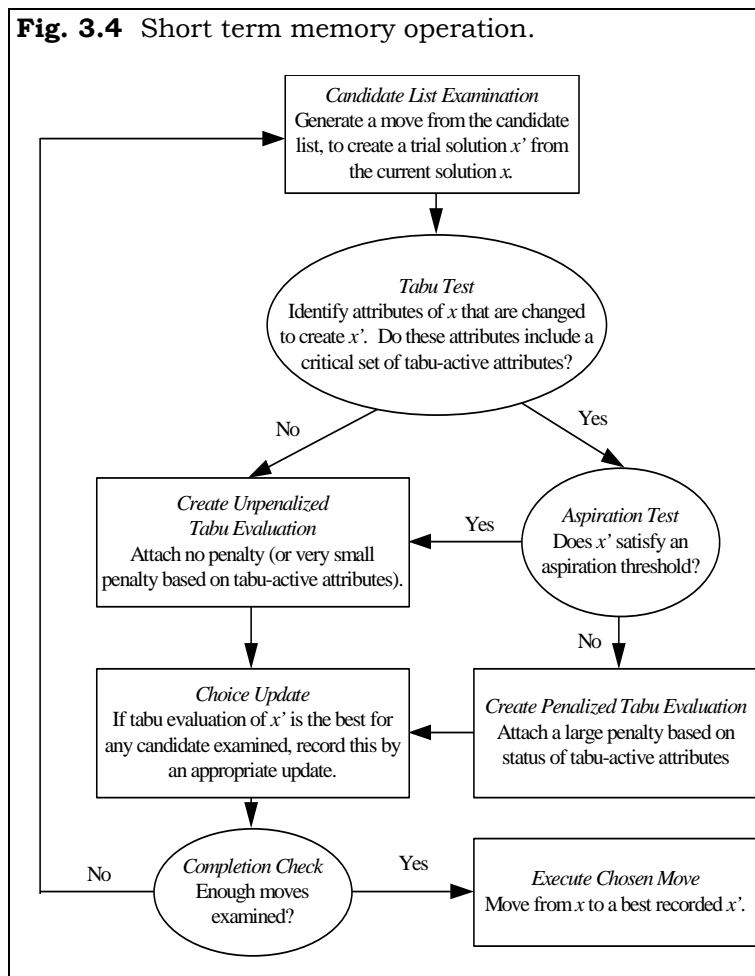 Fig. 3.4 Short term memory operation.
Candidate List Examination
Generate a move from the candidate
list, to create a trial solution x’ from
the current solution x.
Tabu Test
Identify attributes of x that are changed
to create x’. Do these attributes include a
critical set of tabu-active attributes?
No
Yes
Create Unpenalized
Tabu Evaluation
Attach no penalty (or very small
penalty based on tabu-active attributes).
Yes
Aspiration Test
Does x’ satisfy an
aspiration threshold?
No
Choice Update
If tabu evaluation of x’ is the best for
any candidate examined, record this by
an appropriate update.
Create Penalized Tabu Evaluation
Attach a large penalty based on
status of tabu-active attributes
No
Completion Check
Enough moves
examined?
Yes
Execute Chosen Move
Move from x to a best recorded x’.